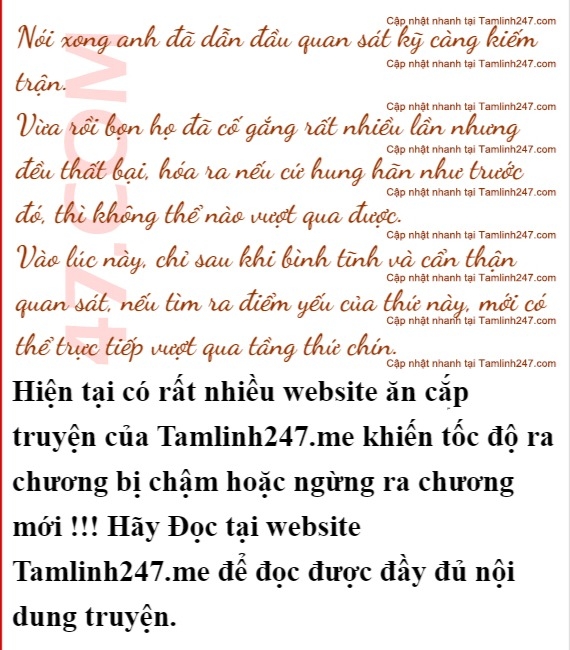 Cập nhật nhanh tại Tamlinh247.com
Nói xong anh đã dẫn đầu quan sát kỹ càng kiếm
Cập nhật nhanh tại Tamlinh247.com
trận.
Cập nhật nhanh tại Tamlinh247.com
Vừa rồi bọn họ đã cố gắng rất nhiều lần nhưng
Cập nhật nhanh tại Tamlinh247.com
đều thất bại, hóa ra nếu cứ hung hãn như trước
Cập nhật nhanh tại Tamlinh247.com
đó, thì không thể nào vượt qua được.
Cập nhật nhanh tại Tamlinh247.com
Vào lúc này, chỉ sau khi bình tĩnh và cẩn thận
Cập nhật nhanh tại Tamlinh247.com
quan sát, nếu tìm ra điểm yếu của thứ này, mới có
Cập nhật nhanh tại Tamlinh247.com
thể trực tiếp vượt qua tầng thứ chín.
Cập nhật nhanh tại Tamlinh247.com
47.COM
Hiện tại có rất nhiều website ăn cắp
truyện của Tamlinh247.me khiến tốc độ ra
chương bị chậm hoặc ngừng ra chương
mới !!! Hãy Đọc tại website
Tamlinh247.me để đọc được đầy đủ nội
dung truyện.